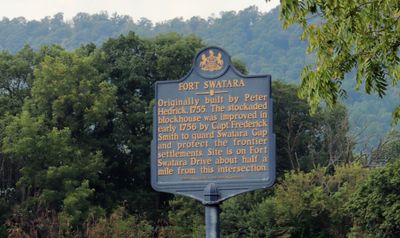 FORT SWATARA
Originally built by Peter
Hedrick, 1755. The stockaded
blockhouse was improved in
early 1756 by Capt. Frederick
Smith to guard Swatara Gap
and protect the frontier
settlements. Site is on Fort
Swatara Drive about half a
mile from this intersection.